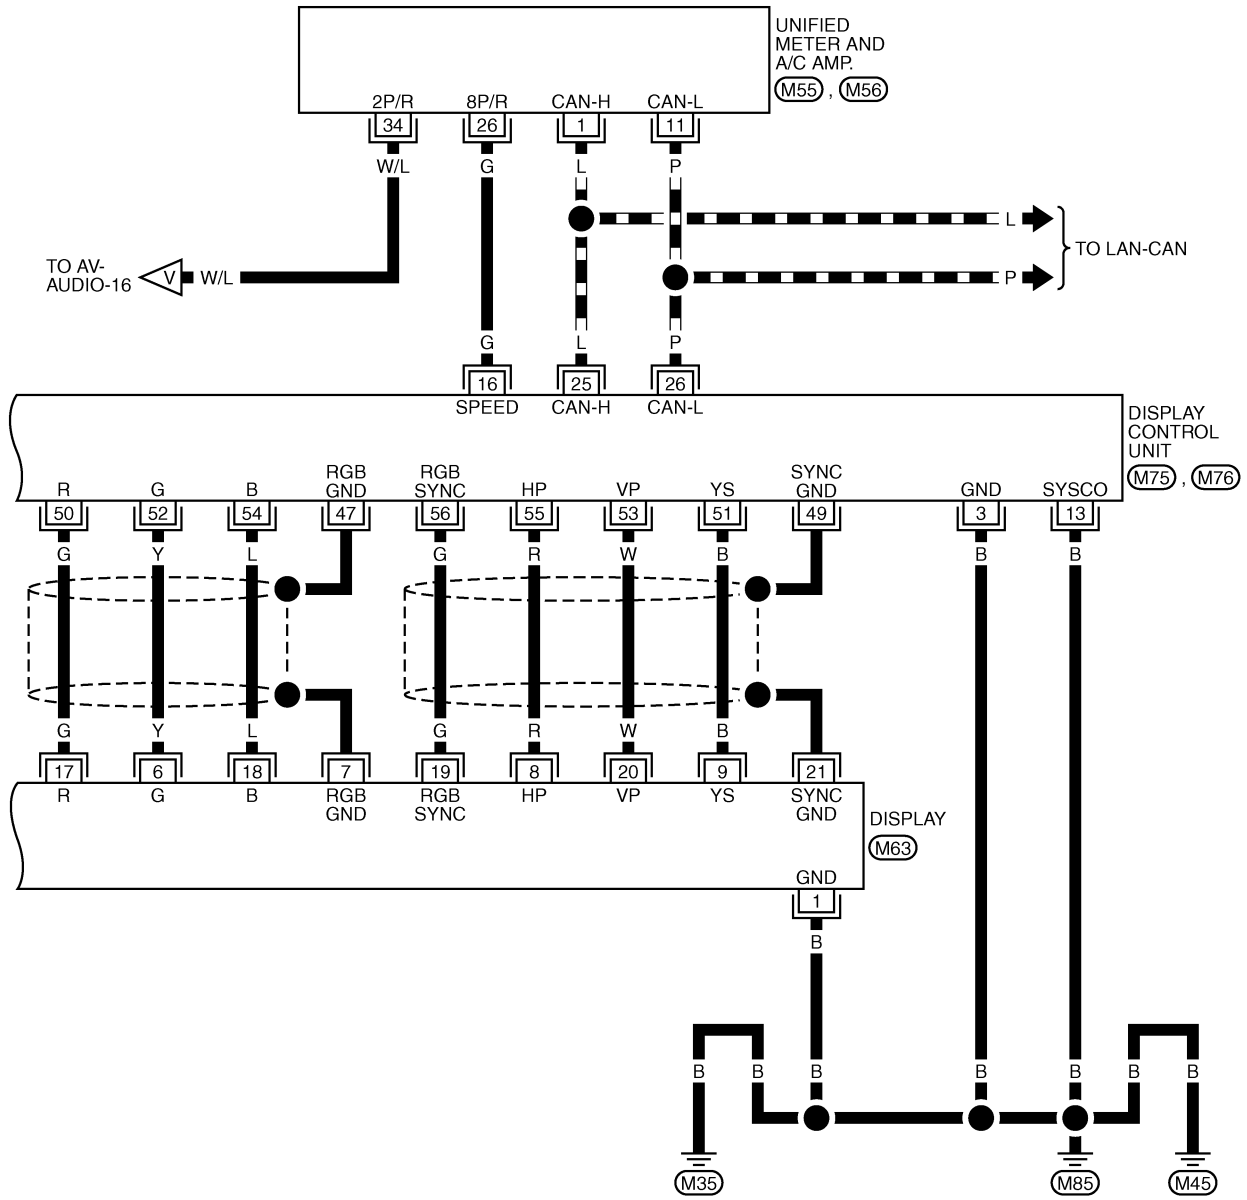 UNIFIED
METER AND
A/C AMP.
M55 , M56
2P/R 8P/R CAN-H CAN-L
34 26 1 11
W/L G L P
L
TO LAN-CAN
TO AV-
AUDIO-16
V W/L
P
G L P
16 25 26
SPEED CAN-H CAN-L
DISPLAY
CONTROL
UNIT
M75 , M76
RGB RGB SYNC
R G B GND SYNC HP VP YS GND GND SYSCO
50 52 54 47 56 55 53 51 49 3 13
G Y L G R W B B B
G Y L G R W B
17 6 18 7 19 8 20 9 21
R G B RGB RGB HP VP YS SYNC
GND SYNC GND
DISPLAY
M63
GND
1
B
B B B B B B B
M35 M85 M45